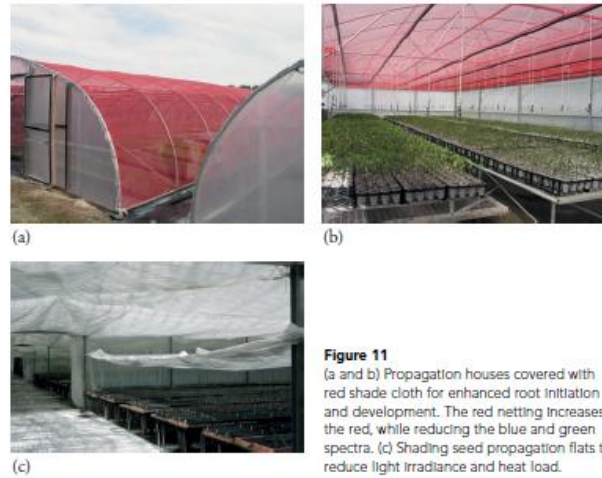 (a)
(b)
(c)
Figure 11
(a and b) Propagation houses covered with
red shade cloth for enhanced root initiation
and development. The red netting increases
the red, while reducing the blue and green
spectra. (c) Shading seed propagation flats t
reduce light irradiance and heat load.